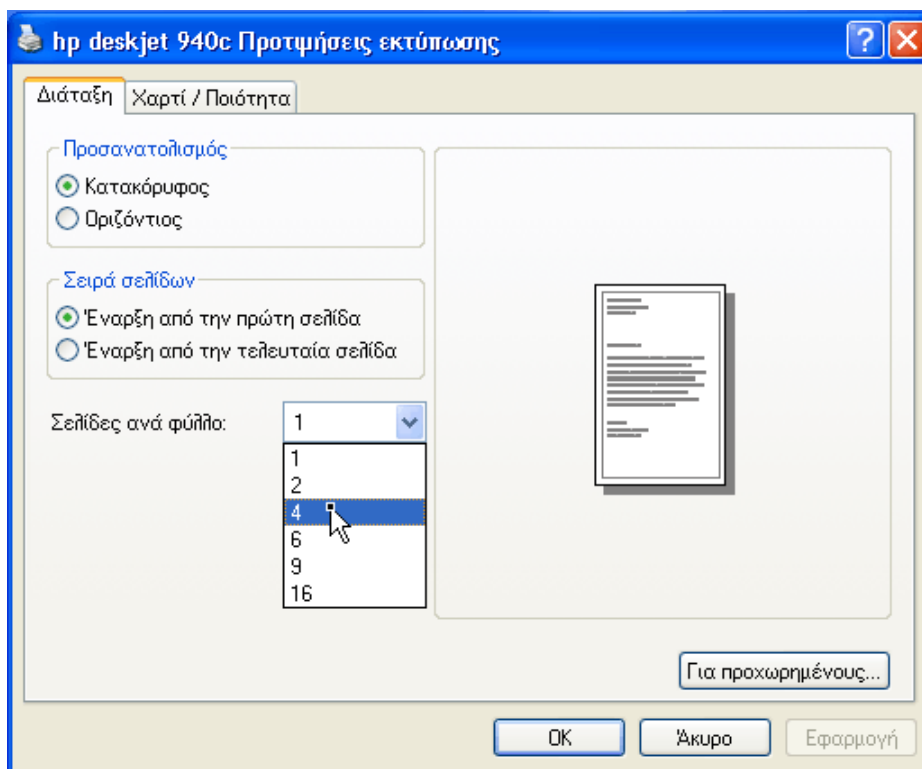 hp deskjet 940c Προτιμήσεις εκτύπωσης
Διάταξη
Χαρτί / Ποιότητα
Προσανατολισμός
Κατακόρυφος
Οριζόντιος
Σειρά σελίδων
Έναρξη από την πρώτη σελίδα
Έναρξη από την τελευταία σελίδα
Σελίδες ανά φύλλο:
1
1
2
4
6
9
16
Για προχωρημένους...
OK
Άκυρο
Εφαρμογή